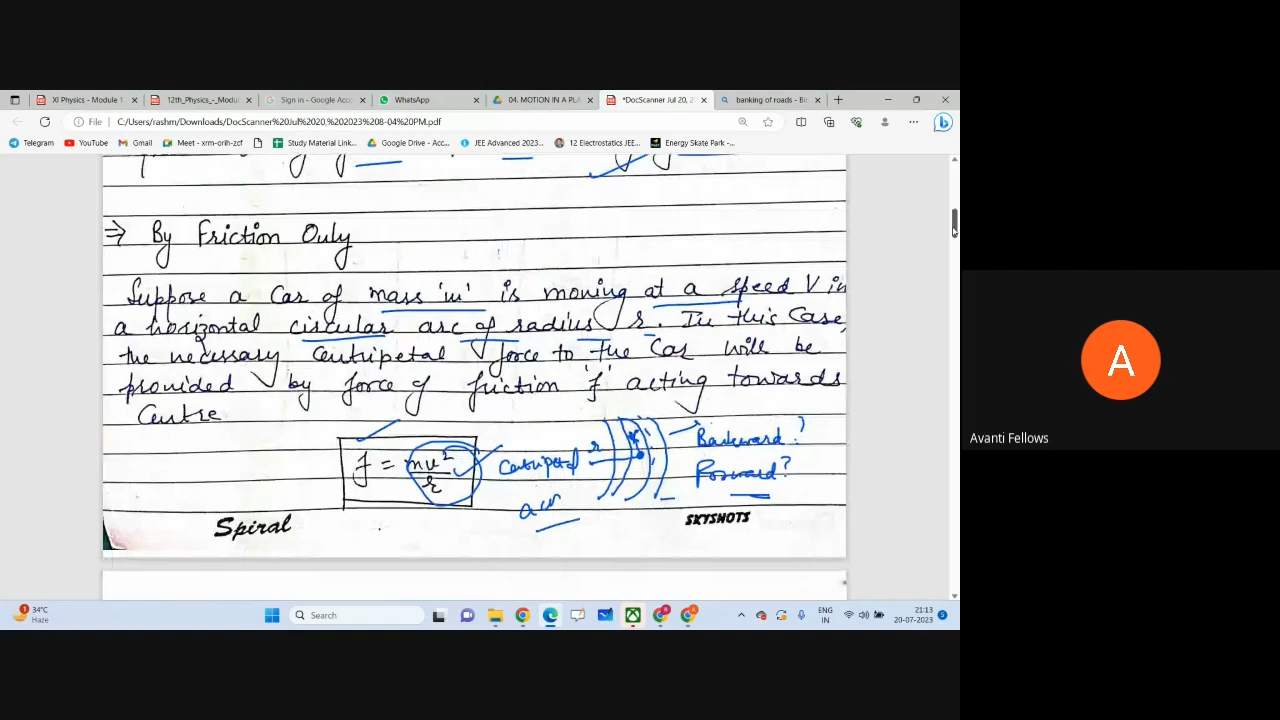 XI Physics - Module 1
12th_Physics_-_Modu
Sign in - Google Acc
WhatsApp
04. MOTION IN A PLA
*DocScanner Jul 20, 2
banking of roads - Bi
File
C:/Users/rashm/Downloads/DocScanner%20Jul%2020,%202023%208-04%20PM.pdf
Telegram
YouTube
Gmail
Meet - xrm-orih-zcf
Study Material Link...
Google Drive - Acc...
JEE Advanced 2023...
12 Electrostatics JEE...
Energy Skate Park -...
⇒ By Friction Only
Suppose a Car of mass 'm' is moving at a speed V in
a horizontal circular arc of radius r. In this Case,
the necessary Centripetal force to the Car will be
provided by force of friction 'f' acting towards
Centre
f = mv²/r
Centripetal
r
Backward?
Forward?
Spiral
SKYSHOTS
A
Avanti Fellows
1
34°C
Haze
Search
ENG
IN
21:13
20-07-2023
5